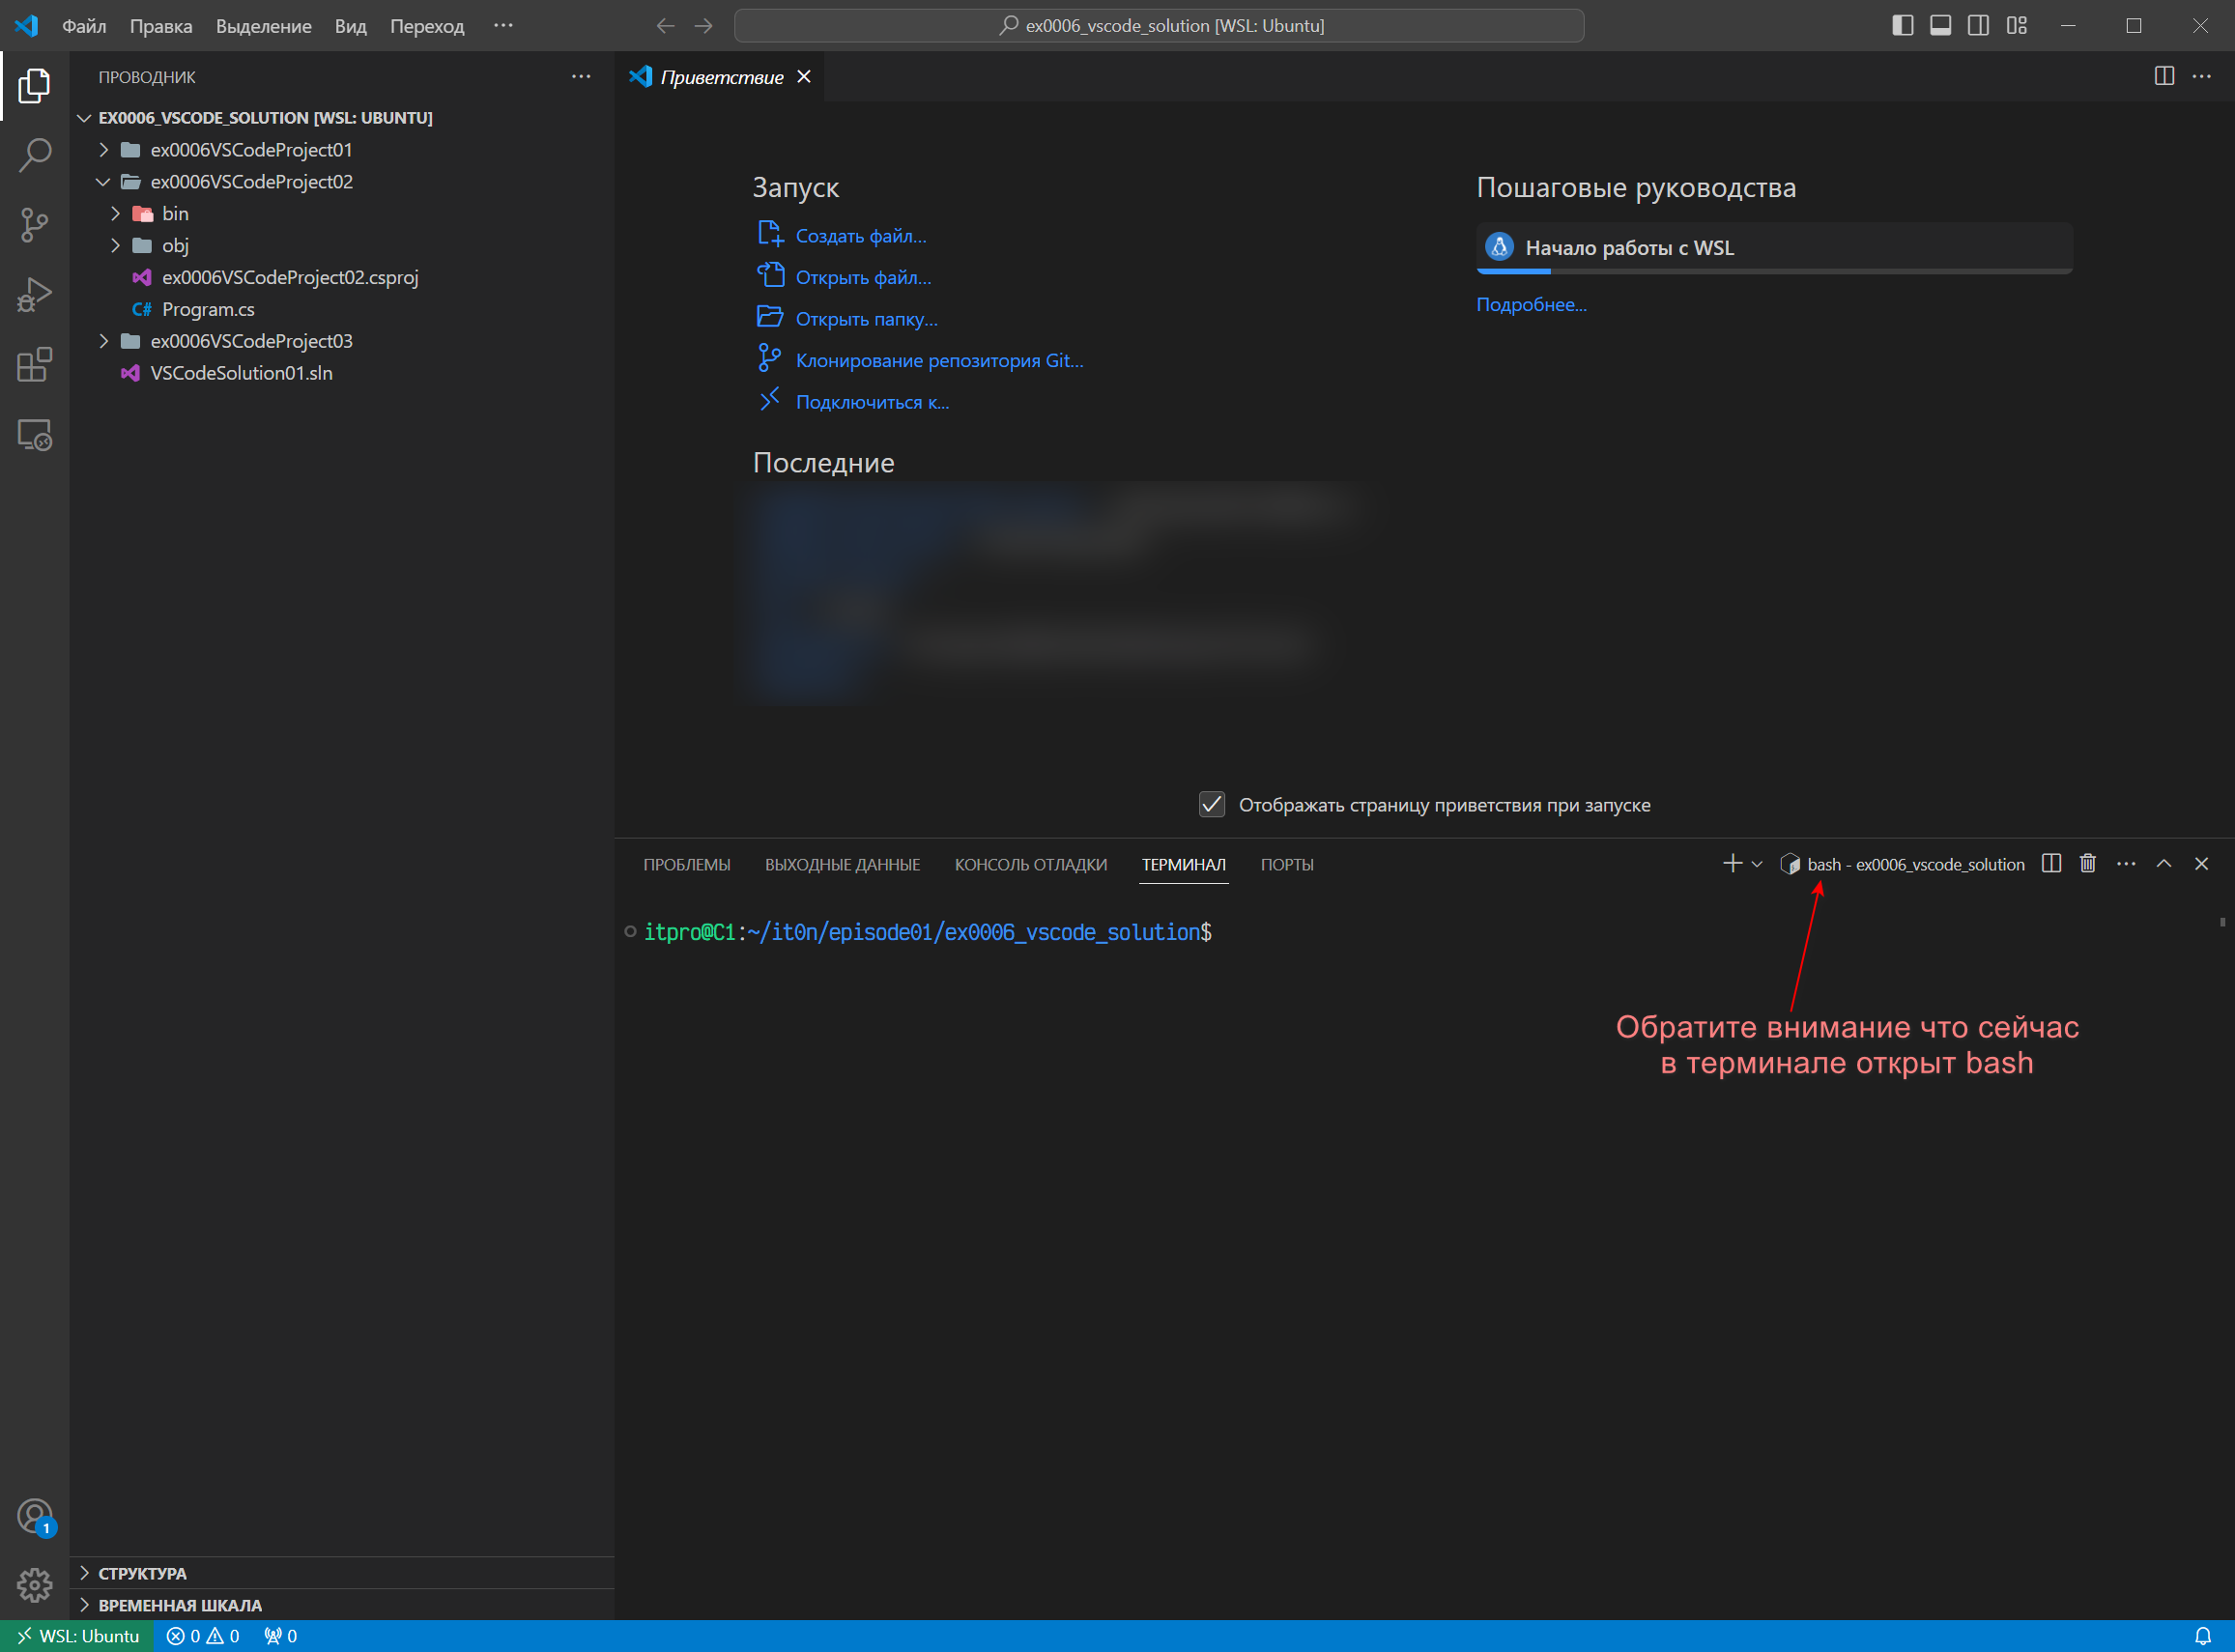 Файл Правка Выделение Вид Переход ···
ex0006_vscode_solution [WSL: Ubuntu]
ПРОВОДНИК
EX0006_VSCODE_SOLUTION [WSL: UBUNTU]
ex0006VSCodeProject01
ex0006VSCodeProject02
bin
obj
ex0006VSCodeProject02.csproj
C# Program.cs
ex0006VSCodeProject03
VSCodeSolution01.sln
Приветствие
Запуск
Создать файл...
Открыть файл...
Открыть папку...
Клонирование репозитория Git...
Подключиться к...
Последние
Пошаговые руководства
Начало работы с WSL
Подробнее...
Отображать страницу приветствия при запуске
ПРОБЛЕМЫ ВЫХОДНЫЕ ДАННЫЕ КОНСОЛЬ ОТЛАДКИ ТЕРМИНАЛ ПОРТЫ
bash - ex0006_vscode_solution
itpro@C1:~/it0n/episode01/ex0006_vscode_solution$
Обратите внимание что сейчас
в терминале открыт bash
1
СТРУКТУРА
ВРЕМЕННАЯ ШКАЛА
WSL: Ubuntu 0 0 0